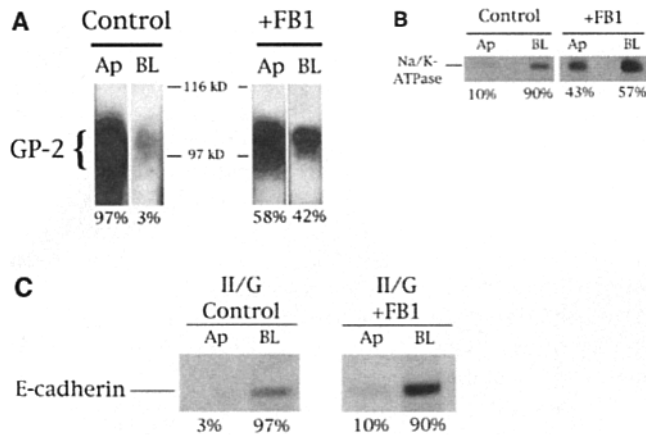 A
Control
+FB1
Ap BL
Ap BL
116 kD
GP-2 {
97 kD
97% 3%
58% 42%
B
Control
+FB1
Ap BL Ap BL
Na/K-
ATPase
10% 90% 43% 57%
C
II/G
Control
II/G
+FB1
Ap BL
Ap BL
E-cadherin
3% 97%
10% 90%